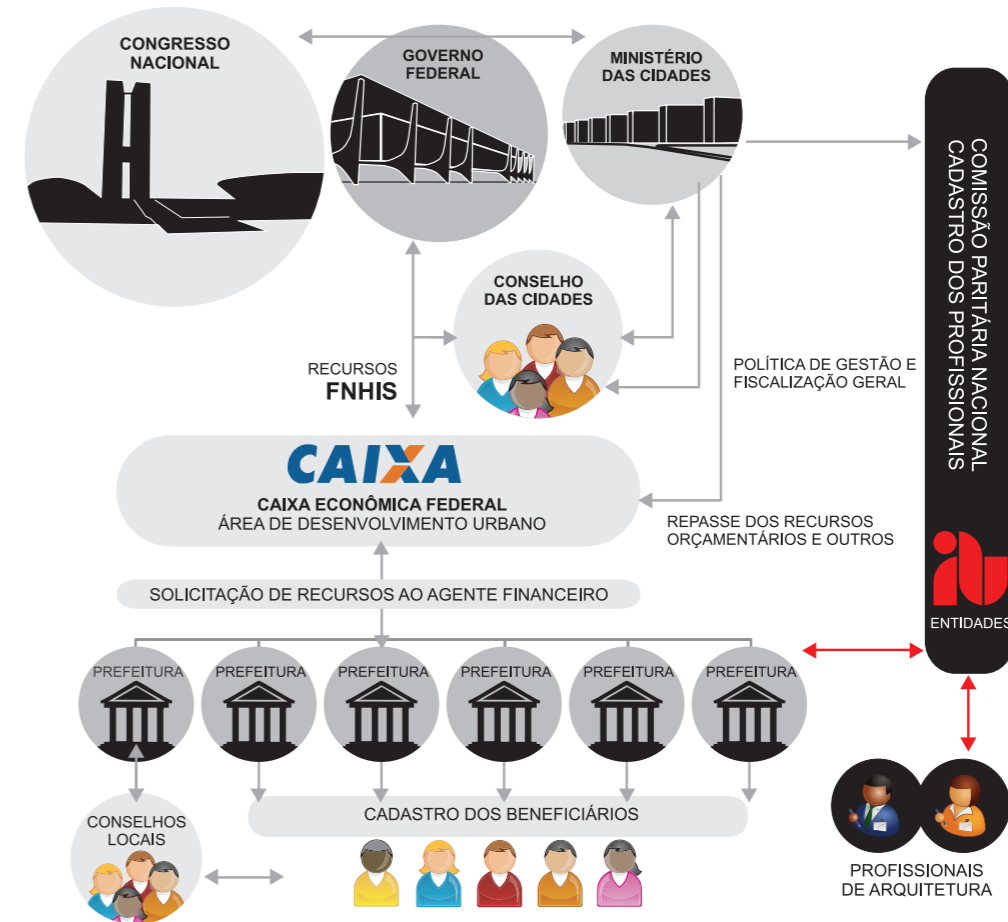 CONGRESSO
NACIONAL
GOVERNO
FEDERAL
MINISTÉRIO
DAS CIDADES
COMISSÃO PARITÁRIA NACIONAL
CADASTRO DOS PROFISSIONAIS
CONSELHO
DAS CIDADES
RECURSOS
FNHIS
POLÍTICA DE GESTÃO E
FISCALIZAÇÃO GERAL
CAIXA
CAIXA ECONÔMICA FEDERAL
ÁREA DE DESENVOLVIMENTO URBANO
REPASSE DOS RECURSOS
ORÇAMENTÁRIOS E OUTROS
iab
ENTIDADES
SOLICITAÇÃO DE RECURSOS AO AGENTE FINANCEIRO
PREFEITURA
PREFEITURA
PREFEITURA
PREFEITURA
PREFEITURA
PREFEITURA
CADASTRO DOS BENEFICIÁRIOS
CONSELHOS
LOCAIS
PROFISSIONAIS
DE ARQUITETURA